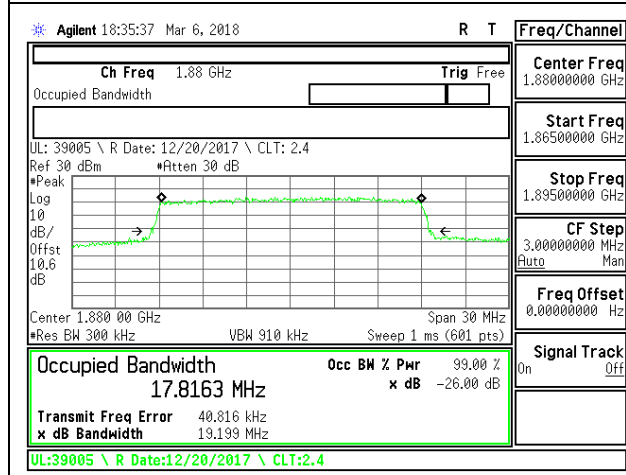 Agilent 18:35:37 Mar 6, 2018 R T Freq/Channel
Ch Freq 1.88 GHz Trig Free
Occupied Bandwidth
Center Freq
1.88000000 GHz
Start Freq
1.86500000 GHz
UL: 39005 \ R Date: 12/20/2017 \ CLT: 2.4
Ref 30 dBm #Atten 30 dB
#Peak
Log
10
dB/
Offst
10.6
dB
Stop Freq
1.89500000 GHz
CF Step
3.00000000 MHz
Auto Man
Freq Offset
0.00000000 Hz
Center 1.880 00 GHz Span 30 MHz
#Res BW 300 kHz VBW 910 kHz Sweep 1 ms (601 pts)
Signal Track
On Off
Occupied Bandwidth Occ BW % Pwr 99.00 %
17.8163 MHz x dB -26.00 dB
Transmit Freq Error 40.816 kHz
x dB Bandwidth 19.199 MHz
UL:39005 \ R Date:12/20/2017 \ CLT:2.4